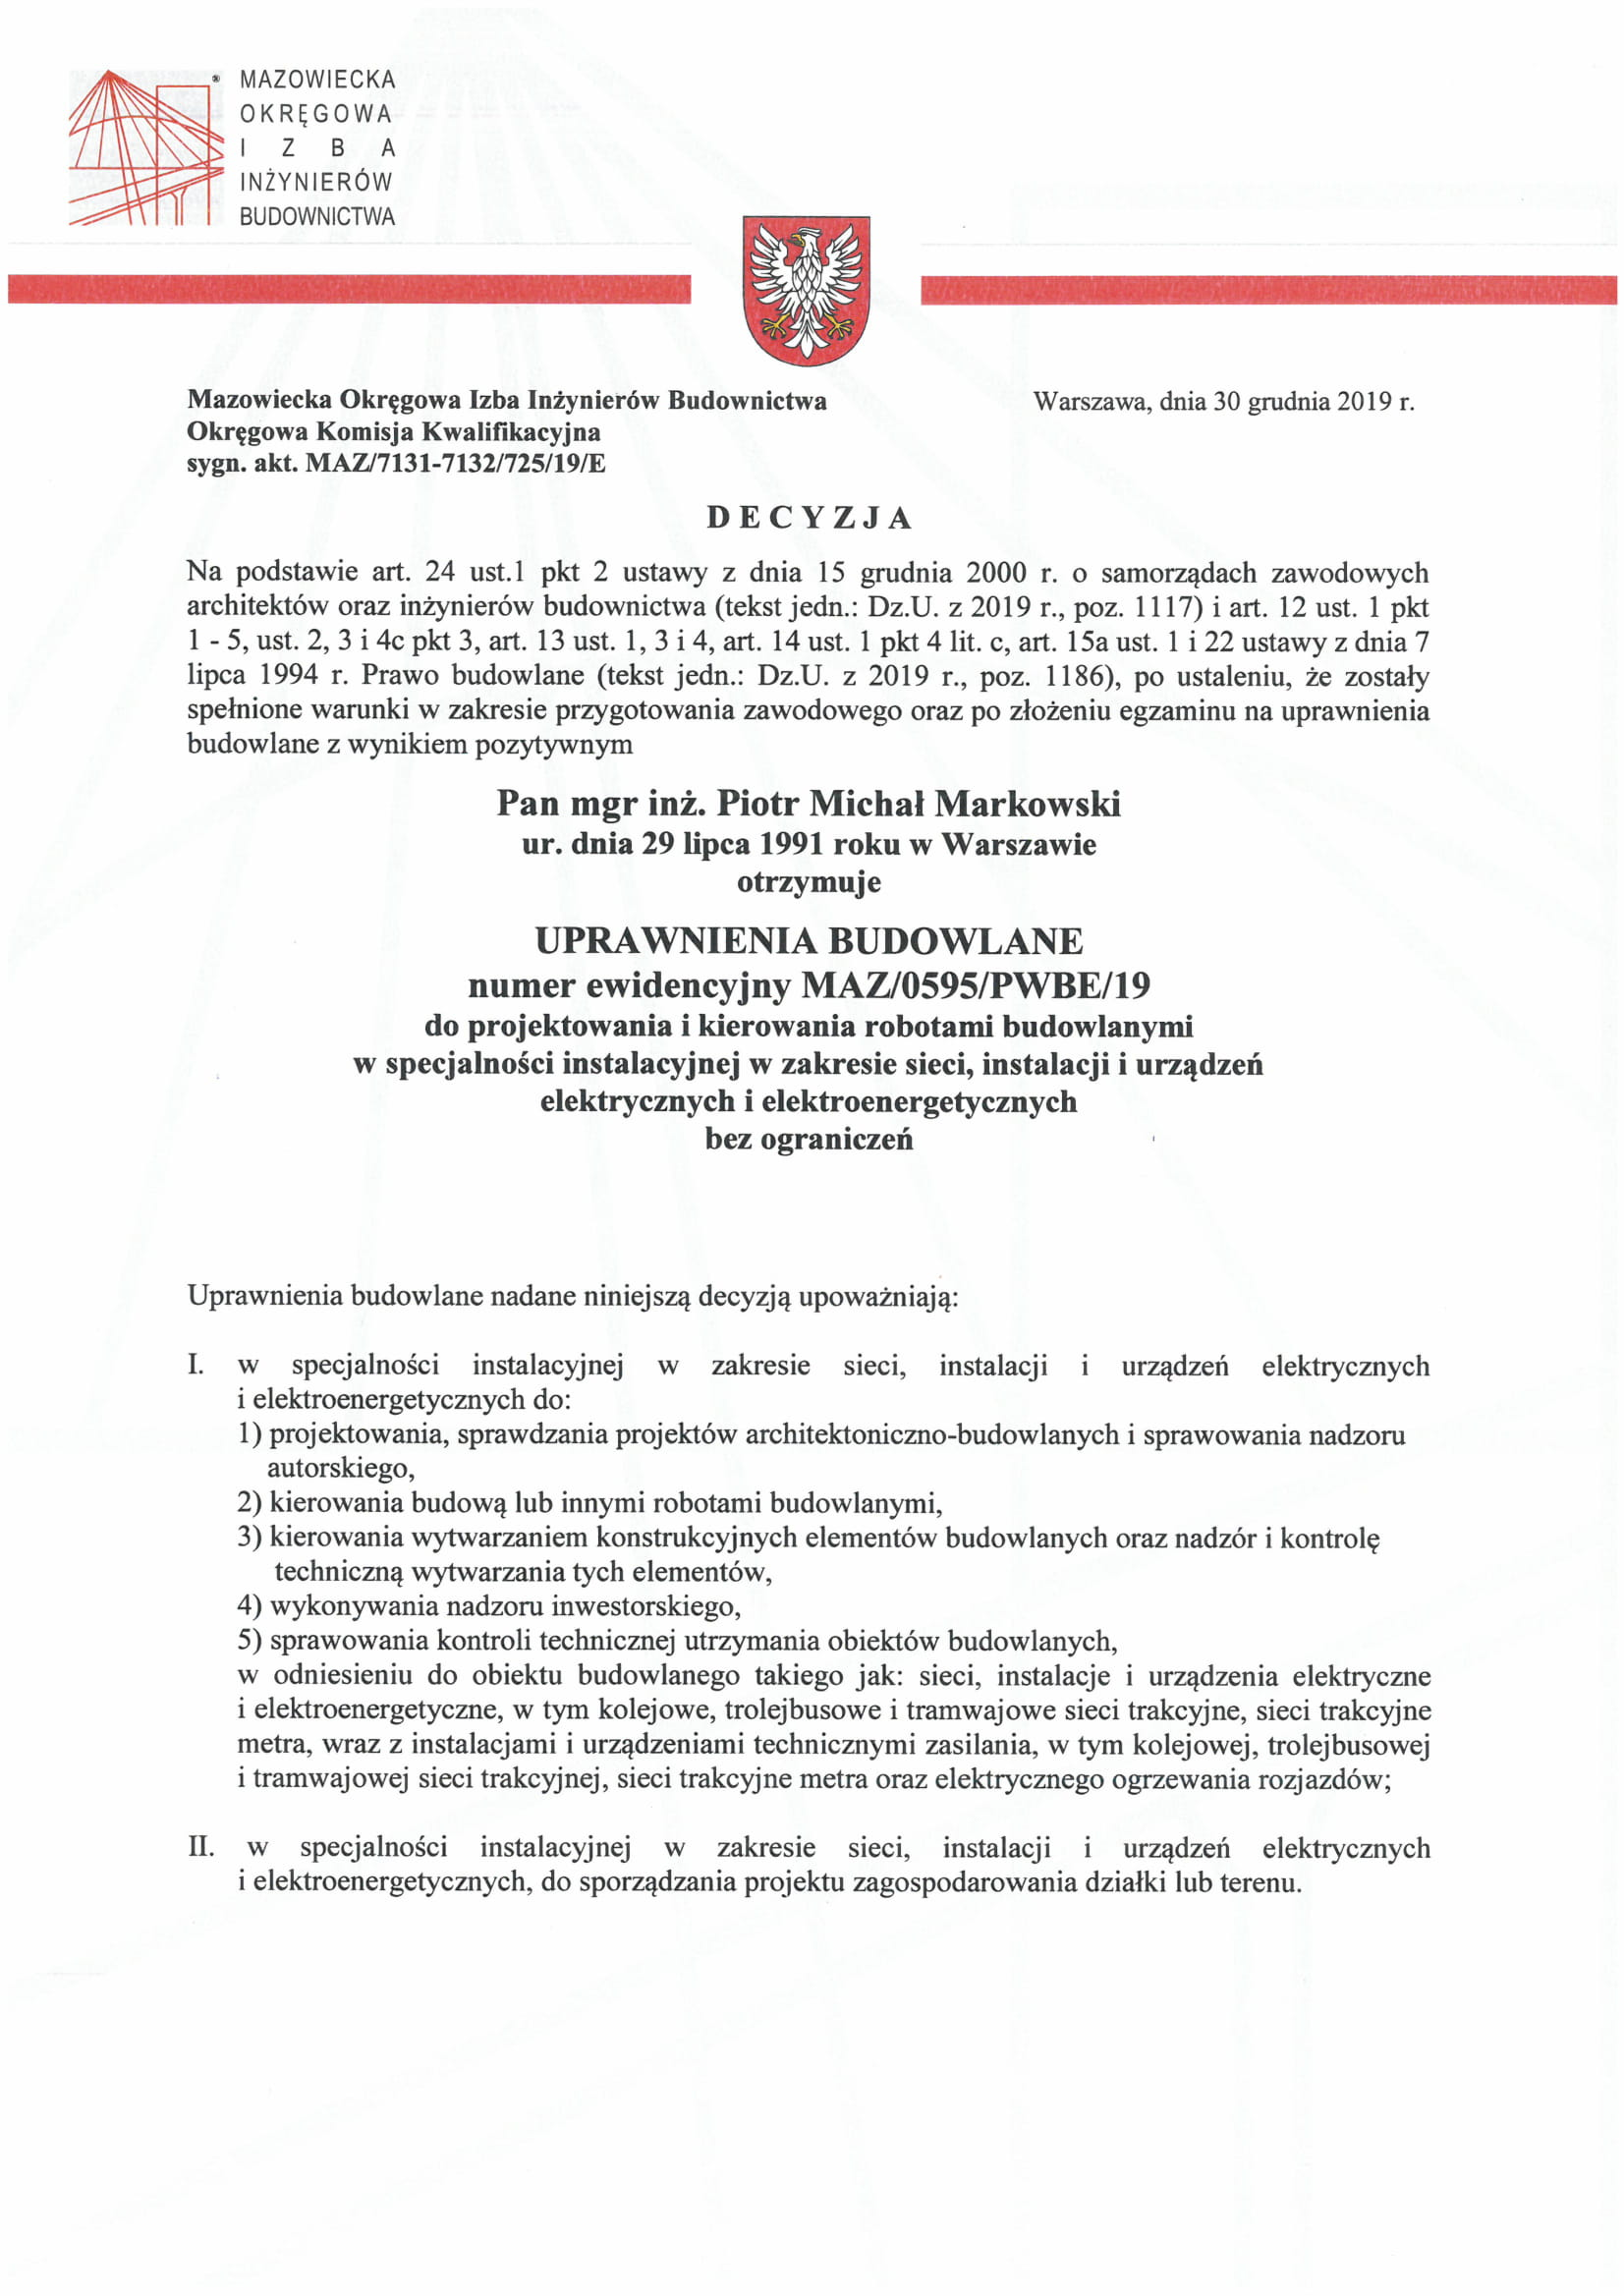 MAZOWIECKA
OKRĘGOWA
IZBA
INŻYNIERÓW
BUDOWNICTWA
Mazowiecka Okręgowa Izba Inżynierów Budownictwa
Warszawa, dnia 30 grudnia 2019 r.
Okręgowa Komisja Kwalifikacyjna
sygn. akt. MAZ/7131-7132/725/19/E
DECYZJA
Na podstawie art. 24 ust.1 pkt 2 ustawy z dnia 15 grudnia 2000 r. o samorządach zawodowych
architektów oraz inżynierów budownictwa (tekst jedn.: Dz.U. z 2019 r., poz. 1117) i art. 12 ust. 1 pkt
1 - 5, ust. 2, 3 i 4c pkt 3, art. 13 ust. 1, 3 i 4, art. 14 ust. 1 pkt 4 lit. c, art. 15a ust. 1 i 22 ustawy z dnia 7
lipca 1994 r. Prawo budowlane (tekst jedn.: Dz.U. z 2019 r., poz. 1186), po ustaleniu, że zostały
spełnione warunki w zakresie przygotowania zawodowego oraz po złożeniu egzaminu na uprawnienia
budowlane z wynikiem pozytywnym
Pan mgr inż. Piotr Michał Markowski
ur. dnia 29 lipca 1991 roku w Warszawie
otrzymuje
UPRAWNIENIA BUDOWLANE
numer ewidencyjny MAZ/0595/PWBE/19
do projektowania i kierowania robotami budowlanymi
w specjalności instalacyjnej w zakresie sieci, instalacji i urządzeń
elektrycznych i elektroenergetycznych
bez ograniczeń
Uprawnienia budowlane nadane niniejszą decyzją upoważniają:
I. w specjalności instalacyjnej w zakresie sieci, instalacji i urządzeń elektrycznych
i elektroenergetycznych do:
1) projektowania, sprawdzania projektów architektoniczno-budowlanych i sprawowania nadzoru
autorskiego,
2) kierowania budową lub innymi robotami budowlanymi,
3) kierowania wytwarzaniem konstrukcyjnych elementów budowlanych oraz nadzór i kontrolę
techniczną wytwarzania tych elementów,
4) wykonywania nadzoru inwestorskiego,
5) sprawowania kontroli technicznej utrzymania obiektów budowlanych,
w odniesieniu do obiektu budowlanego takiego jak: sieci, instalacje i urządzenia elektryczne
i elektroenergetyczne, w tym kolejowe, trolejbusowe i tramwajowe sieci trakcyjne, sieci trakcyjne
metra, wraz z instalacjami i urządzeniami technicznymi zasilania, w tym kolejowej, trolejbusowej
i tramwajowej sieci trakcyjnej, sieci trakcyjne metra oraz elektrycznego ogrzewania rozjazdów;
II. w specjalności instalacyjnej w zakresie sieci, instalacji i urządzeń elektrycznych
i elektroenergetycznych, do sporządzania projektu zagospodarowania działki lub terenu.